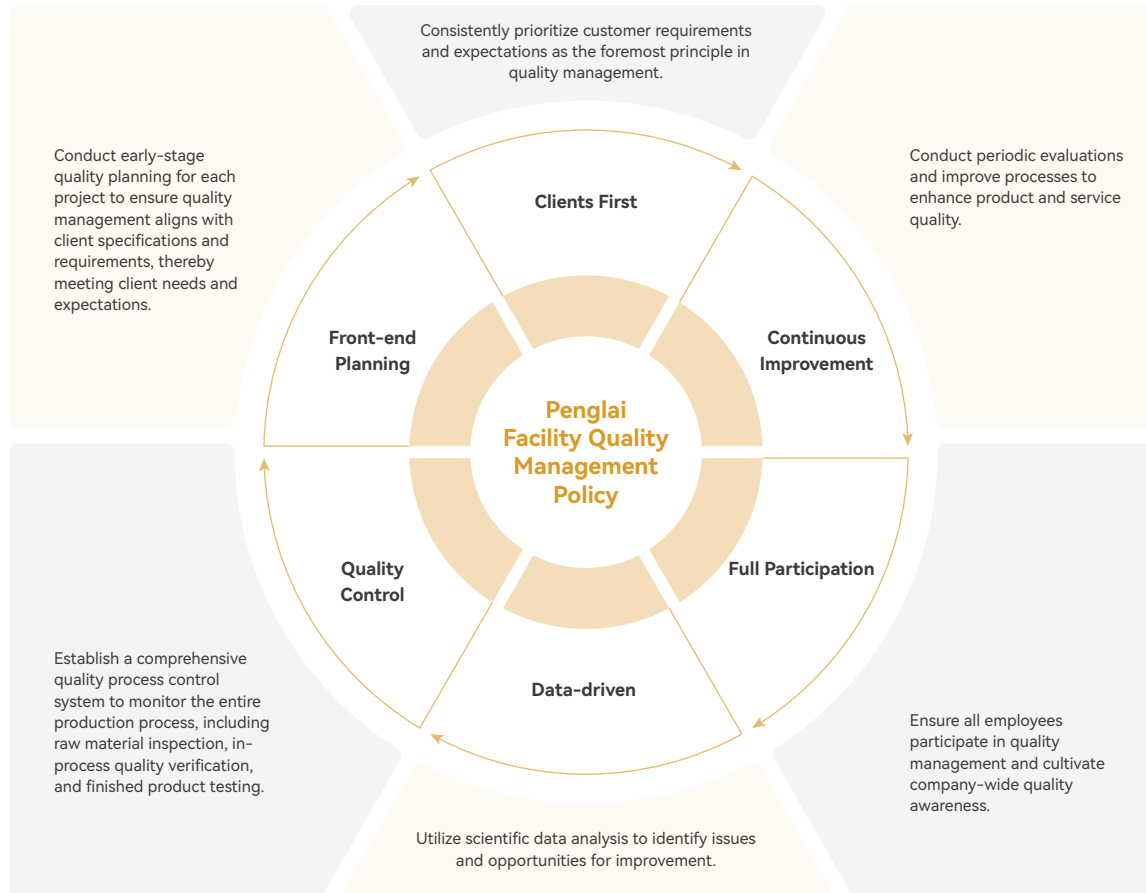 Consistently prioritize customer requirements
and expectations as the foremost principle in
quality management.
Conduct early-stage
quality planning for each
project to ensure quality
management aligns with
client specifications and
requirements, thereby
meeting client needs and
expectations.
Conduct periodic evaluations
and improve processes to
enhance product and service
quality.
Clients First
Front-end
Planning
Continuous
Improvement
Penglai
Facility Quality
Management
Policy
Quality
Control
Full Participation
Data-driven
Establish a comprehensive
quality process control
system to monitor the entire
production process, including
raw material inspection, in-
process quality verification,
and finished product testing.
Ensure all employees
participate in quality
management and cultivate
company-wide quality
awareness.
Utilize scientific data analysis to identify issues
and opportunities for improvement.